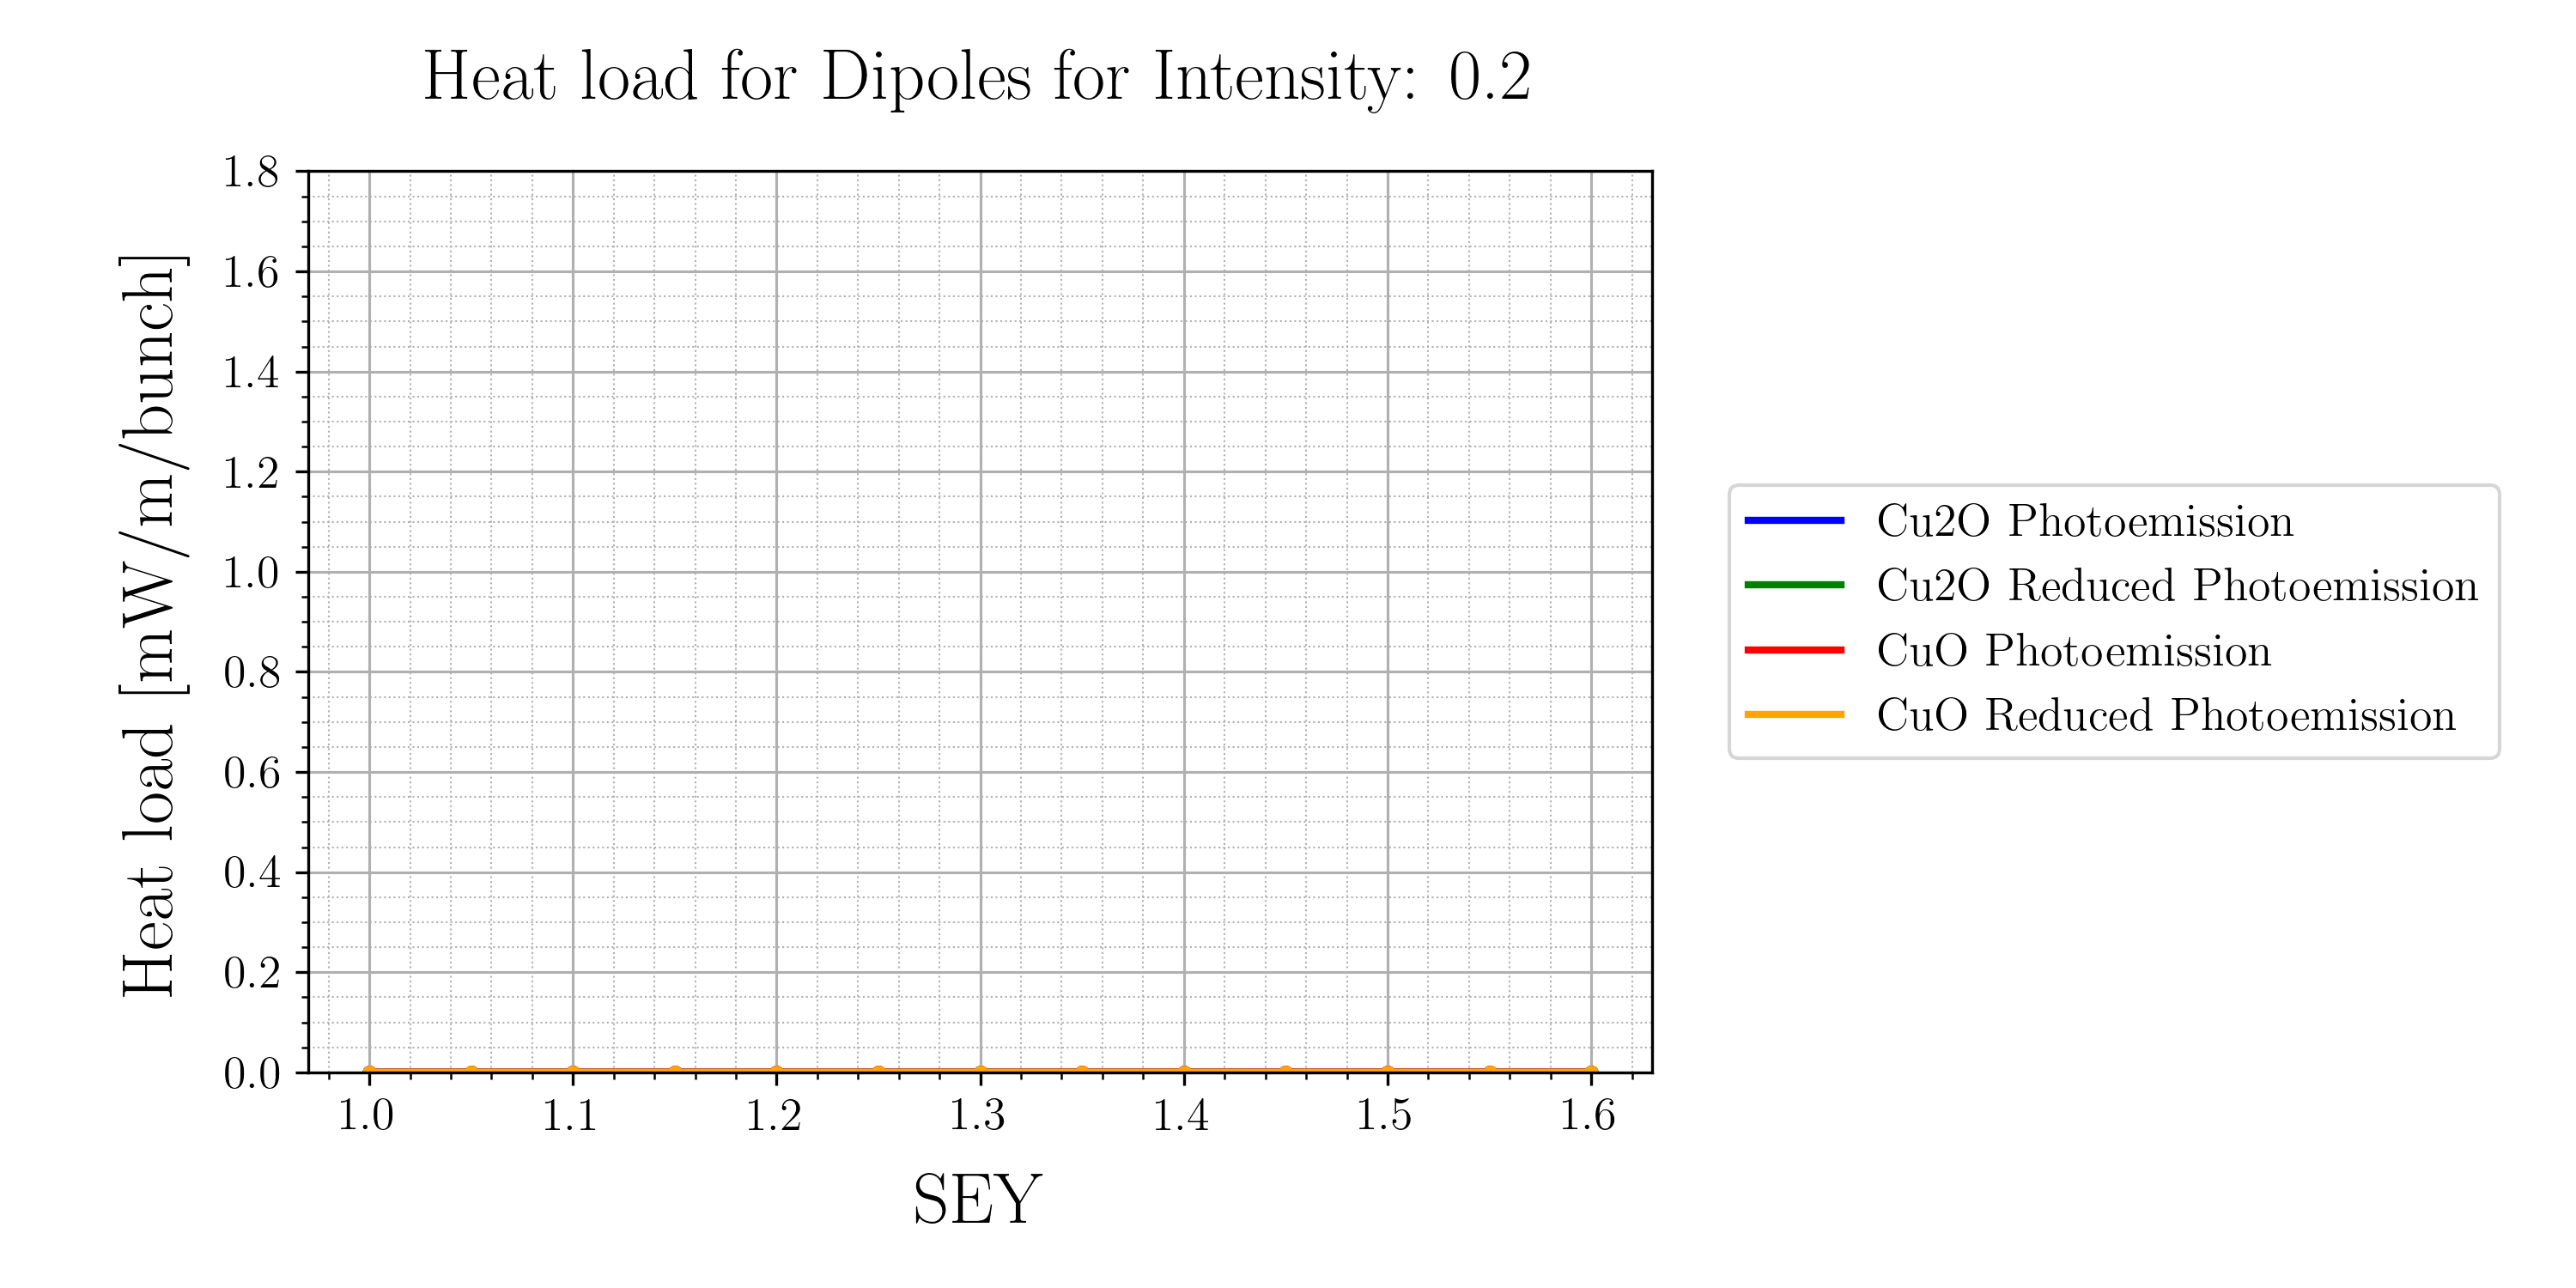 Heat load for Dipoles for Intensity: 0.2
Heat load [mW/m/bunch]
1.8
1.6
1.4
1.2
1.0
0.8
0.6
0.4
0.2
0.0
1.0 1.1 1.2 1.3 1.4 1.5 1.6
SEY
Cu2O Photoemission
Cu2O Reduced Photoemission
CuO Photoemission
CuO Reduced Photoemission